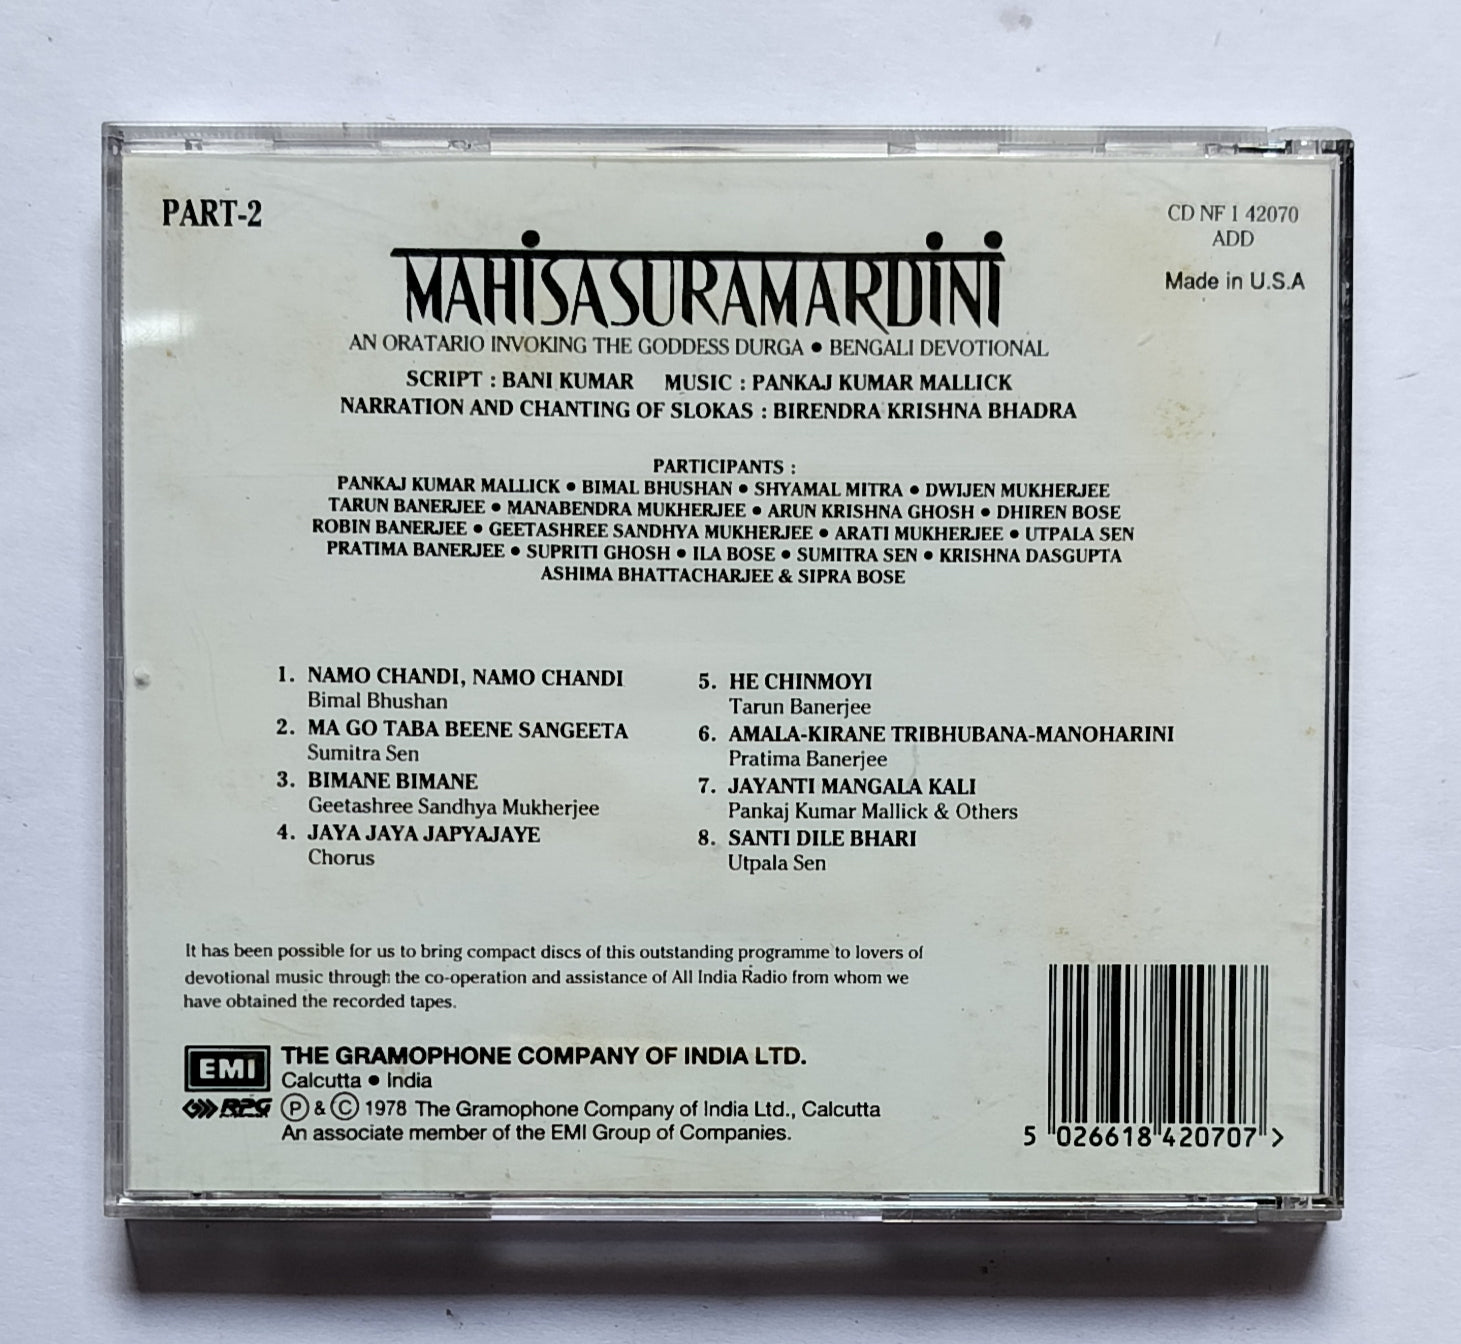 PART-2
CD NF 1 42070
ADD
Made in U.S.A
MAHISASURAMARDINI
AN ORATARIO INVOKING THE GODDESS DURGA ● BENGALI DEVOTIONAL
SCRIPT : BANI KUMAR MUSIC : PANKAJ KUMAR MALLICK
NARRATION AND CHANTING OF SLOKAS : BIRENDRA KRISHNA BHADRA
PARTICIPANTS :
PANKAJ KUMAR MALLICK ● BIMAL BHUSHAN ● SHYAMAL MITRA ● DWIJEN MUKHERJEE
TARUN BANERJEE ● MANABENDRA MUKHERJEE ● ARUN KRISHNA GHOSH ● DHIREN BOSE
ROBIN BANERJEE ● GEETASHREE SANDHYA MUKHERJEE ● ARATI MUKHERJEE ● UTPALA SEN
PRATIMA BANERJEE ● SUPRITI GHOSH ● ILA BOSE ● SUMITRA SEN ● KRISHNA DASGUPTA
ASHIMA BHATTACHARJEE & SIPRA BOSE
1. NAMO CHANDI, NAMO CHANDI
Bimal Bhushan
2. MA GO TABA BEENE SANGEETA
Sumitra Sen
3. BIMANE BIMANE
Geetashree Sandhya Mukherjee
4. JAYA JAYA JAPYAJAYE
Chorus
5. HE CHINMOYI
Tarun Banerjee
6. AMALA-KIRANE TRIBHUBANA-MANOHARINI
Pratima Banerjee
7. JAYANTI MANGALA KALI
Pankaj Kumar Mallick & Others
8. SANTI DILE BHARI
Utpala Sen
It has been possible for us to bring compact discs of this outstanding programme to lovers of
devotional music through the co-operation and assistance of All India Radio from whom we
have obtained the recorded tapes.
EMI
THE GRAMOPHONE COMPANY OF INDIA LTD.
Calcutta ● India
RPG
Ⓟ & Ⓒ 1978 The Gramophone Company of India Ltd., Calcutta
An associate member of the EMI Group of Companies.
5 026618 420707 >